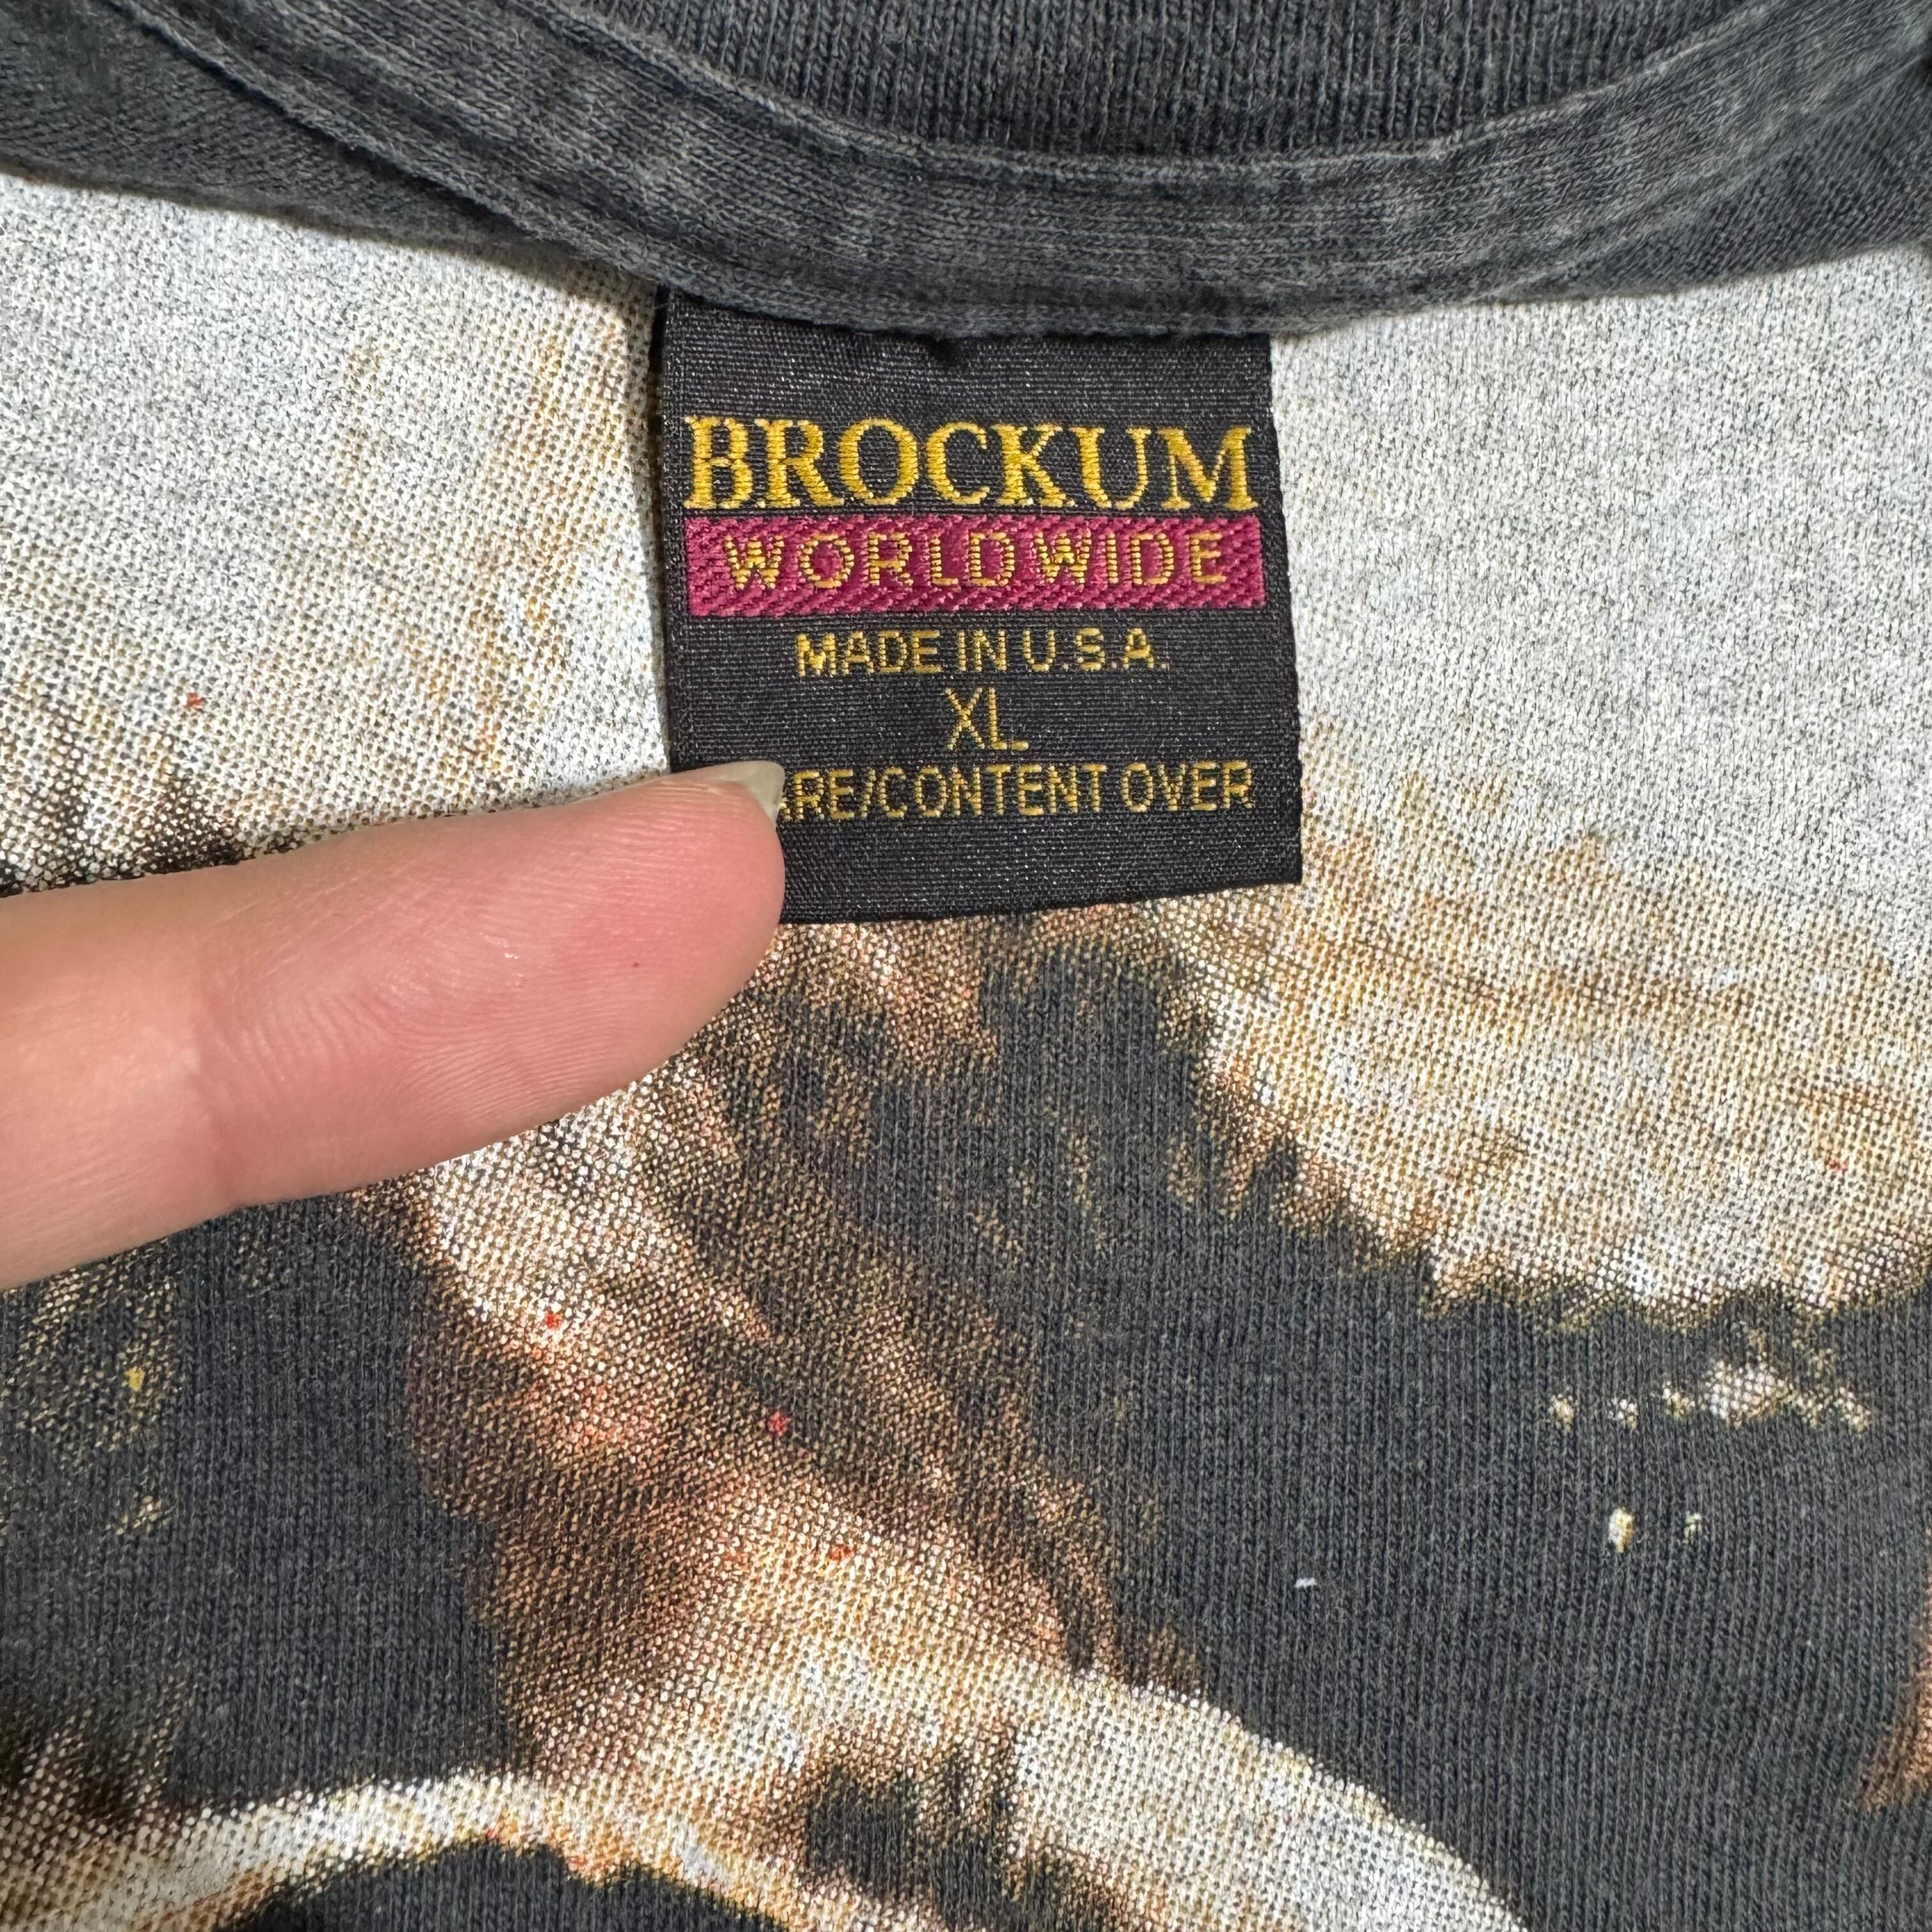 BROCKUM
WORLDWIDE
MADE IN U.S.A.
XL
ARE/CONTENT OVER